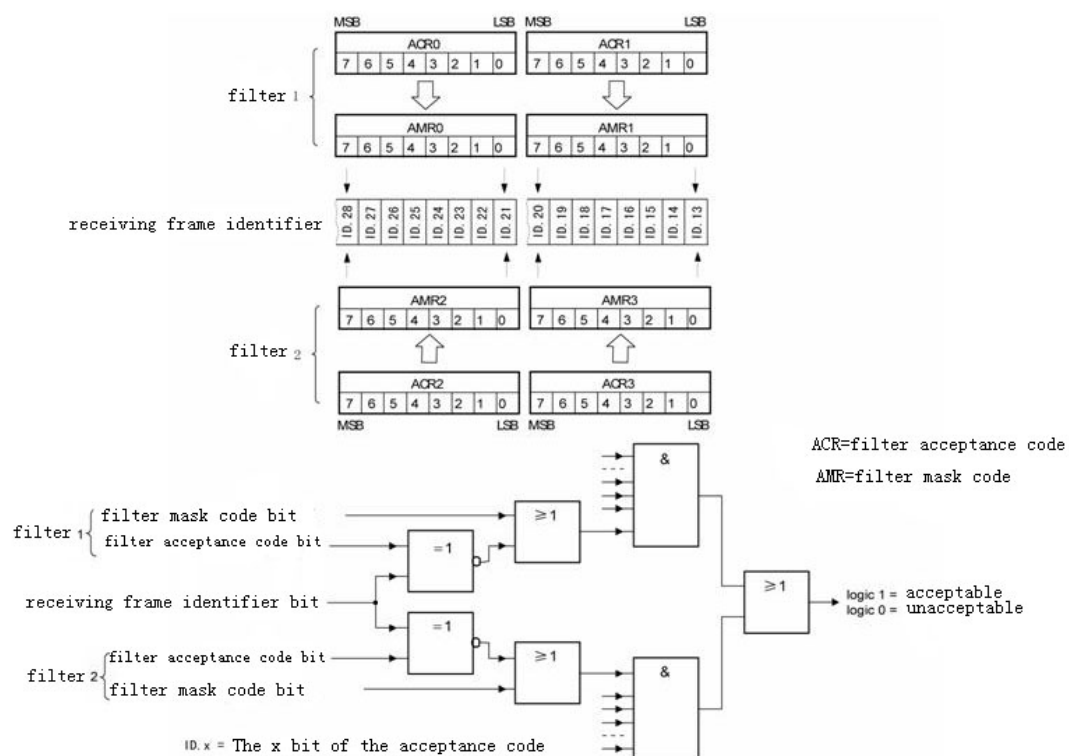 MSB LSB MSB LSB
ACR0 ACR1
7 6 5 4 3 2 1 0 7 6 5 4 3 2 1 0
filter 1
AMR0 AMR1
7 6 5 4 3 2 1 0 7 6 5 4 3 2 1 0
receiving frame identifier
ID.28 ID.27 ID.26 ID.25 ID.24 ID.23 ID.22 ID.21 ID.20 ID.19 ID.18 ID.17 ID.16 ID.15 ID.14 ID.13
AMR2 AMR3
7 6 5 4 3 2 1 0 7 6 5 4 3 2 1 0
filter 2
ACR2 ACR3
7 6 5 4 3 2 1 0 7 6 5 4 3 2 1 0
MSB LSB MSB LSB
ACR=filter acceptance code
AMR=filter mask code
&
filter 1
filter mask code bit
filter acceptance code bit
≥1
=1
receiving frame identifier bit
≥1
logic 1 = acceptable
logic 0 = unacceptable
=1
filter 2
filter acceptance code bit
filter mask code bit
≥1
&
ID.x = The x bit of the acceptance code